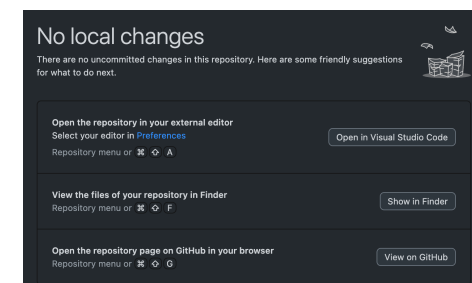 No local changes
There are no uncommitted changes in this repository. Here are some friendly suggestions
for what to do next.
Open the repository in your external editor
Select your editor in Preferences
Repository menu or ⌘ ⇧ A
Open in Visual Studio Code
View the files of your repository in Finder
Repository menu or ⌘ ⇧ F
Show in Finder
Open the repository page on GitHub in your browser
Repository menu or ⌘ ⇧ G
View on GitHub